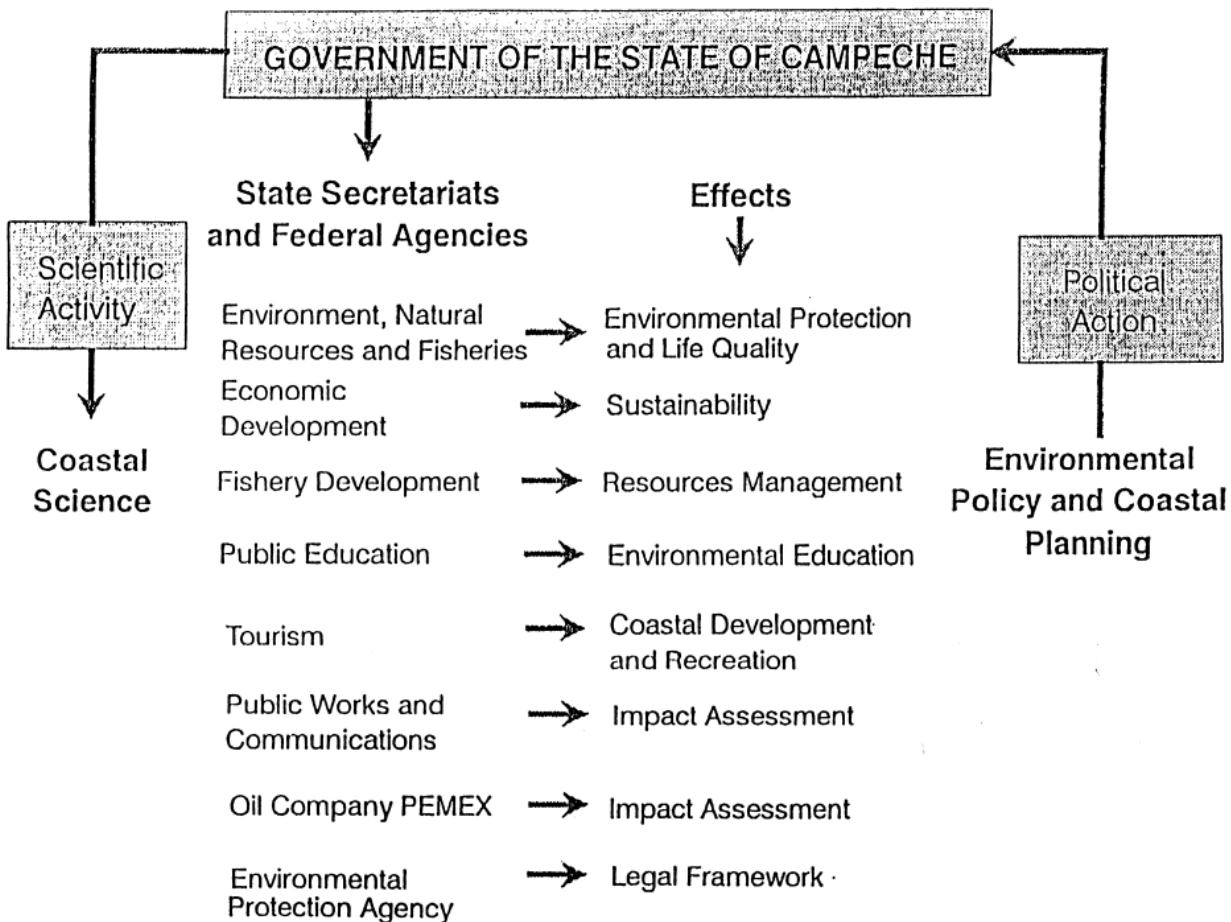 GOVERNMENT OF THE STATE OF CAMPECHE
State Secretariats
and Federal Agencies
Effects
Scientific
Activity
Political
Action
Environment, Natural
Resources and Fisheries
Environmental Protection
and Life Quality
Economic
Development
Sustainability
Coastal
Science
Fishery Development
Resources Management
Environmental
Policy and Coastal
Planning
Public Education
Environmental Education
Tourism
Coastal Development
and Recreation
Public Works and
Communications
Impact Assessment
Oil Company PEMEX
Impact Assessment
Environmental
Protection Agency
Legal Framework